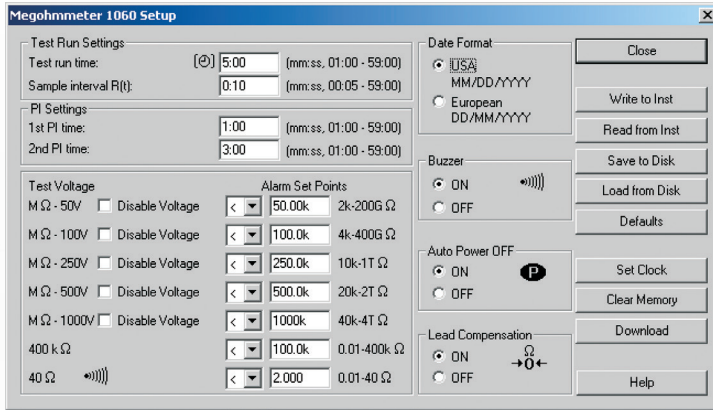 Megohmmeter 1060 Setup
Test Run Settings
Test run time: 5:00 (mm:ss, 01:00 - 59:00)
Sample interval R(t): 0:10 (mm:ss, 00:05 - 59:00)
PI Settings
1st PI time: 1:00 (mm:ss, 01:00 - 59:00)
2nd PI time: 3:00 (mm:ss, 01:00 - 59:00)
Test Voltage Alarm Set Points
M Ω - 50V Disable Voltage < 50.00k 2k-200G Ω
M Ω - 100V Disable Voltage < 100.0k 4k-400G Ω
M Ω - 250V Disable Voltage < 250.0k 10k-1T Ω
M Ω - 500V Disable Voltage < 500.0k 20k-2T Ω
M Ω - 1000V Disable Voltage < 1000k 40k-4T Ω
400 k Ω < 100.0k 0.01-400k Ω
40 Ω < 2.000 0.01-40 Ω
Date Format
USA
MM/DD/YYYY
European
DD/MM/YYYY
Buzzer
ON
OFF
Auto Power OFF
ON P
OFF
Lead Compensation
ON Ω
→0←
OFF
Close
Write to Inst
Read from Inst
Save to Disk
Load from Disk
Defaults
Set Clock
Clear Memory
Download
Help